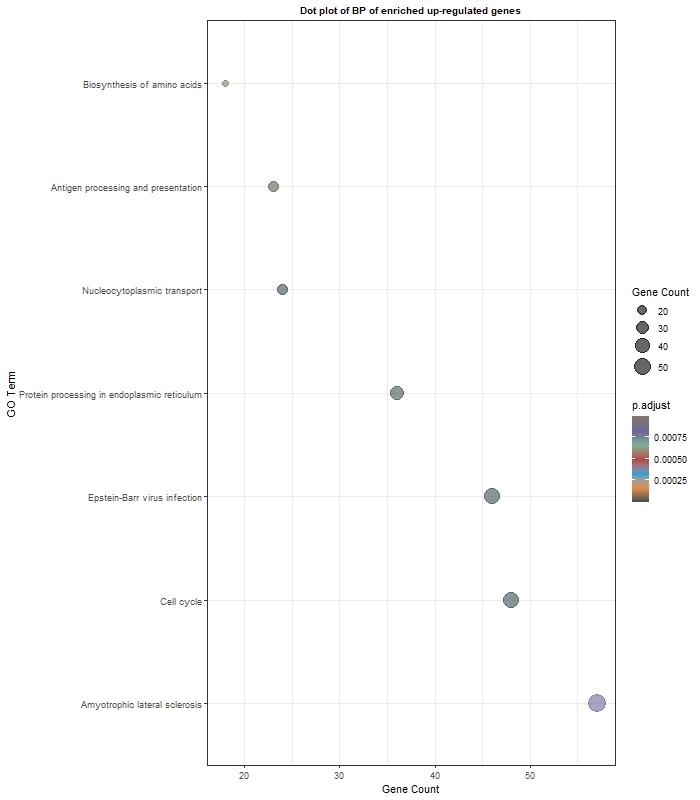 Dot plot of BP of enriched up-regulated genes
Biosynthesis of amino acids
Antigen processing and presentation
Nucleocytoplasmic transport
Protein processing in endoplasmic reticulum
Epstein-Barr virus infection
Cell cycle
Amyotrophic lateral sclerosis
GO Term
20 30 40 50
Gene Count
Gene Count
20
30
40
50
p.adjust
0.00075
0.00050
0.00025